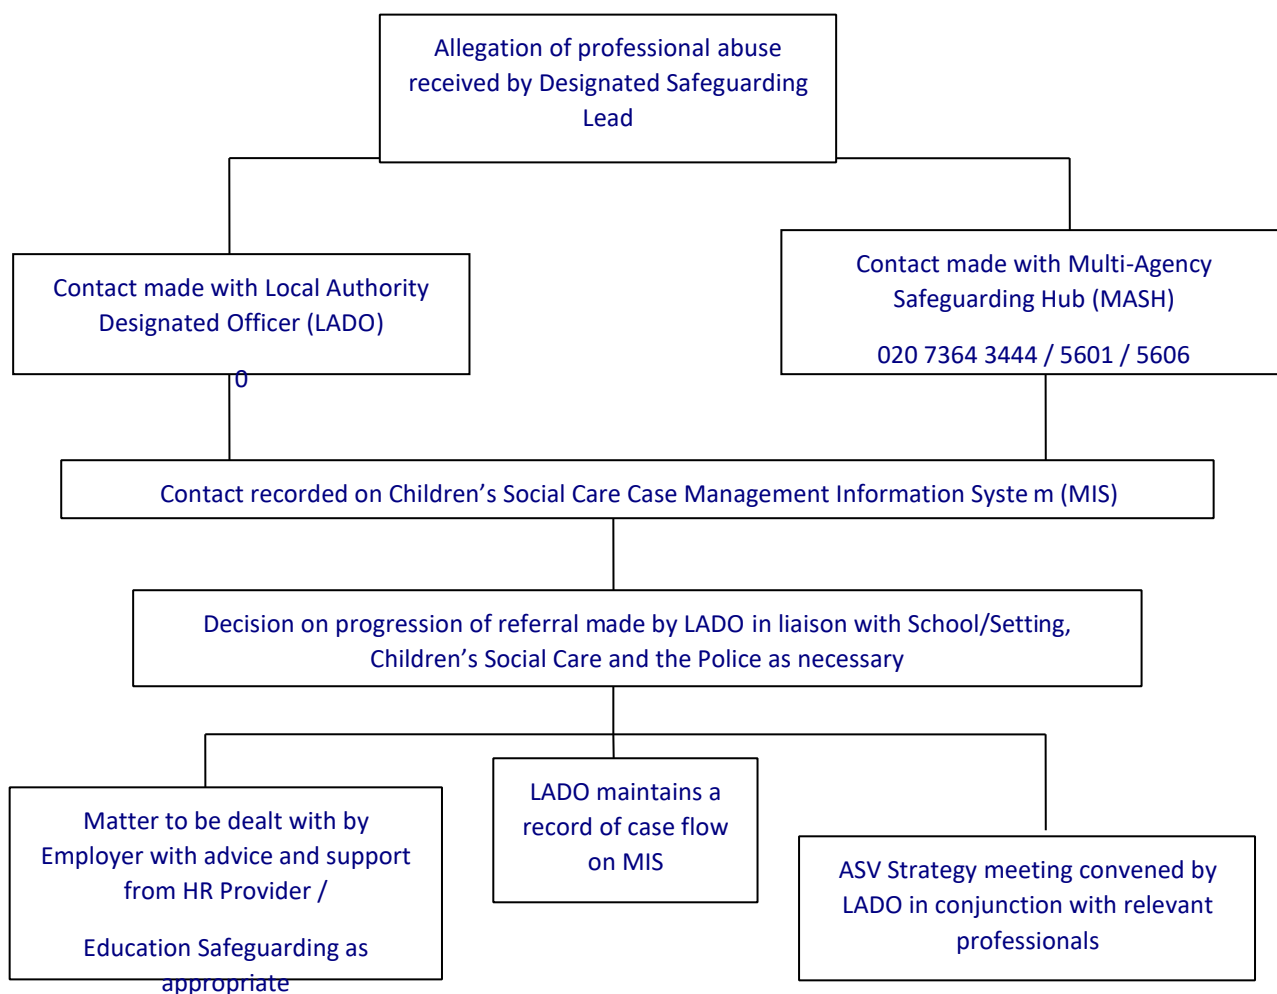 Allegation of professional abuse
received by Designated Safeguarding
Lead
Contact made with Local Authority
Designated Officer (LADO)
0
Contact made with Multi-Agency
Safeguarding Hub (MASH)
020 7364 3444 / 5601 / 5606
Contact recorded on Children’s Social Care Case Management Information Syste m (MIS)
Decision on progression of referral made by LADO in liaison with School/Setting,
Children’s Social Care and the Police as necessary
Matter to be dealt with by
Employer with advice and support
from HR Provider /
Education Safeguarding as
appropriate
LADO maintains a
record of case flow
on MIS
ASV Strategy meeting convened by
LADO in conjunction with relevant
professionals